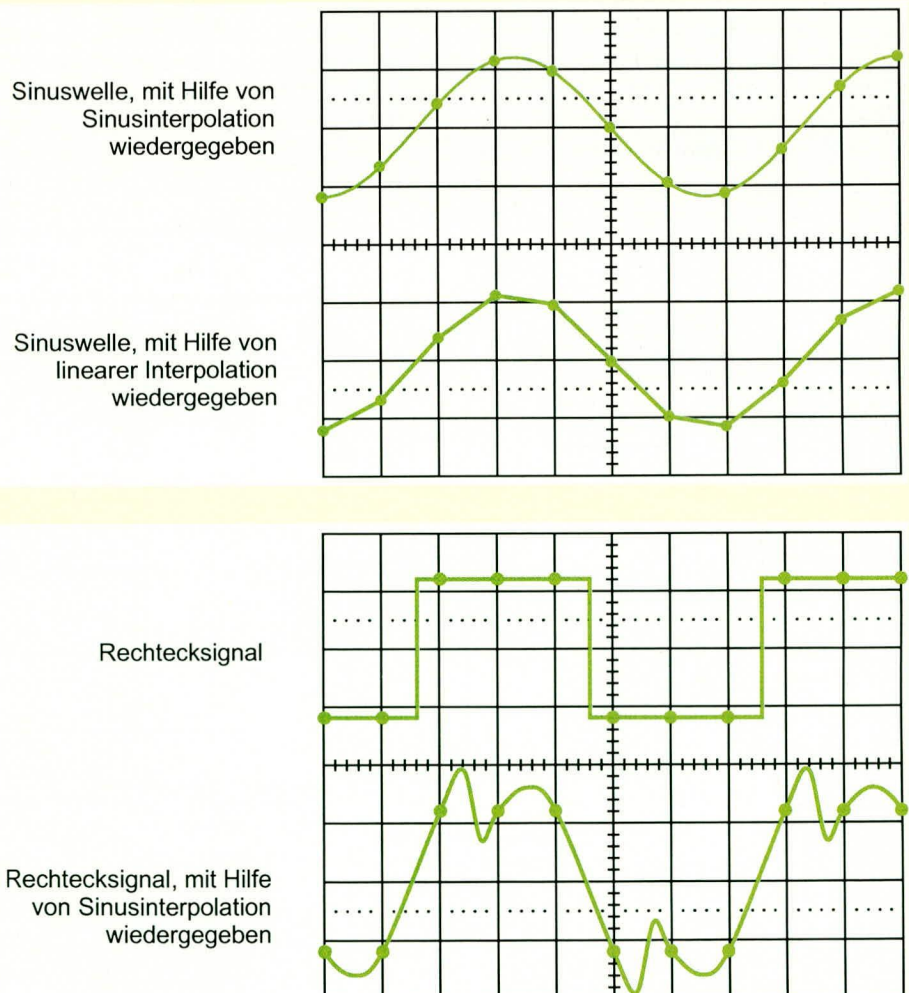 Sinuswelle, mit Hilfe von
Sinusinterpolation
wiedergegeben
Sinuswelle, mit Hilfe von
linearer Interpolation
wiedergegeben
Rechtecksignal
Rechtecksignal, mit Hilfe
von Sinusinterpolation
wiedergegeben